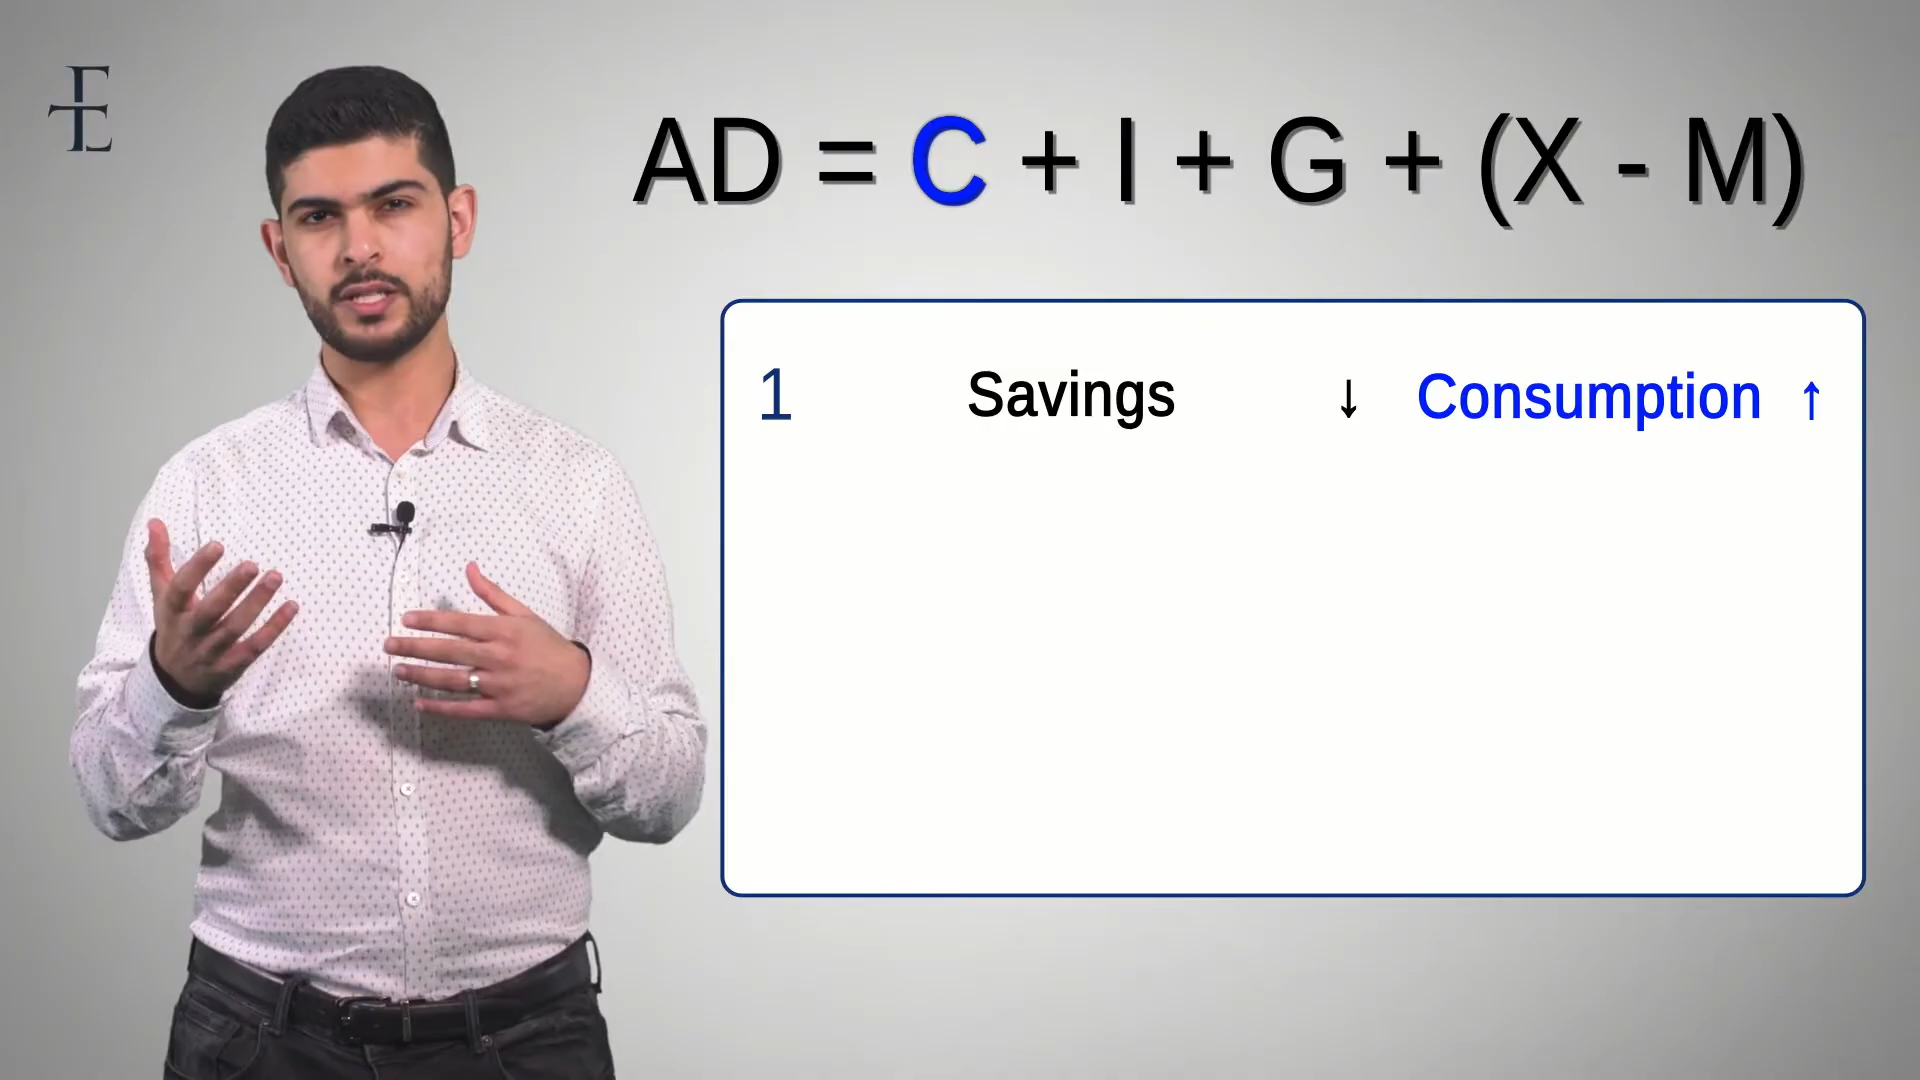 AD = C + I + G + (X - M)
1 Savings ↓ Consumption ↑